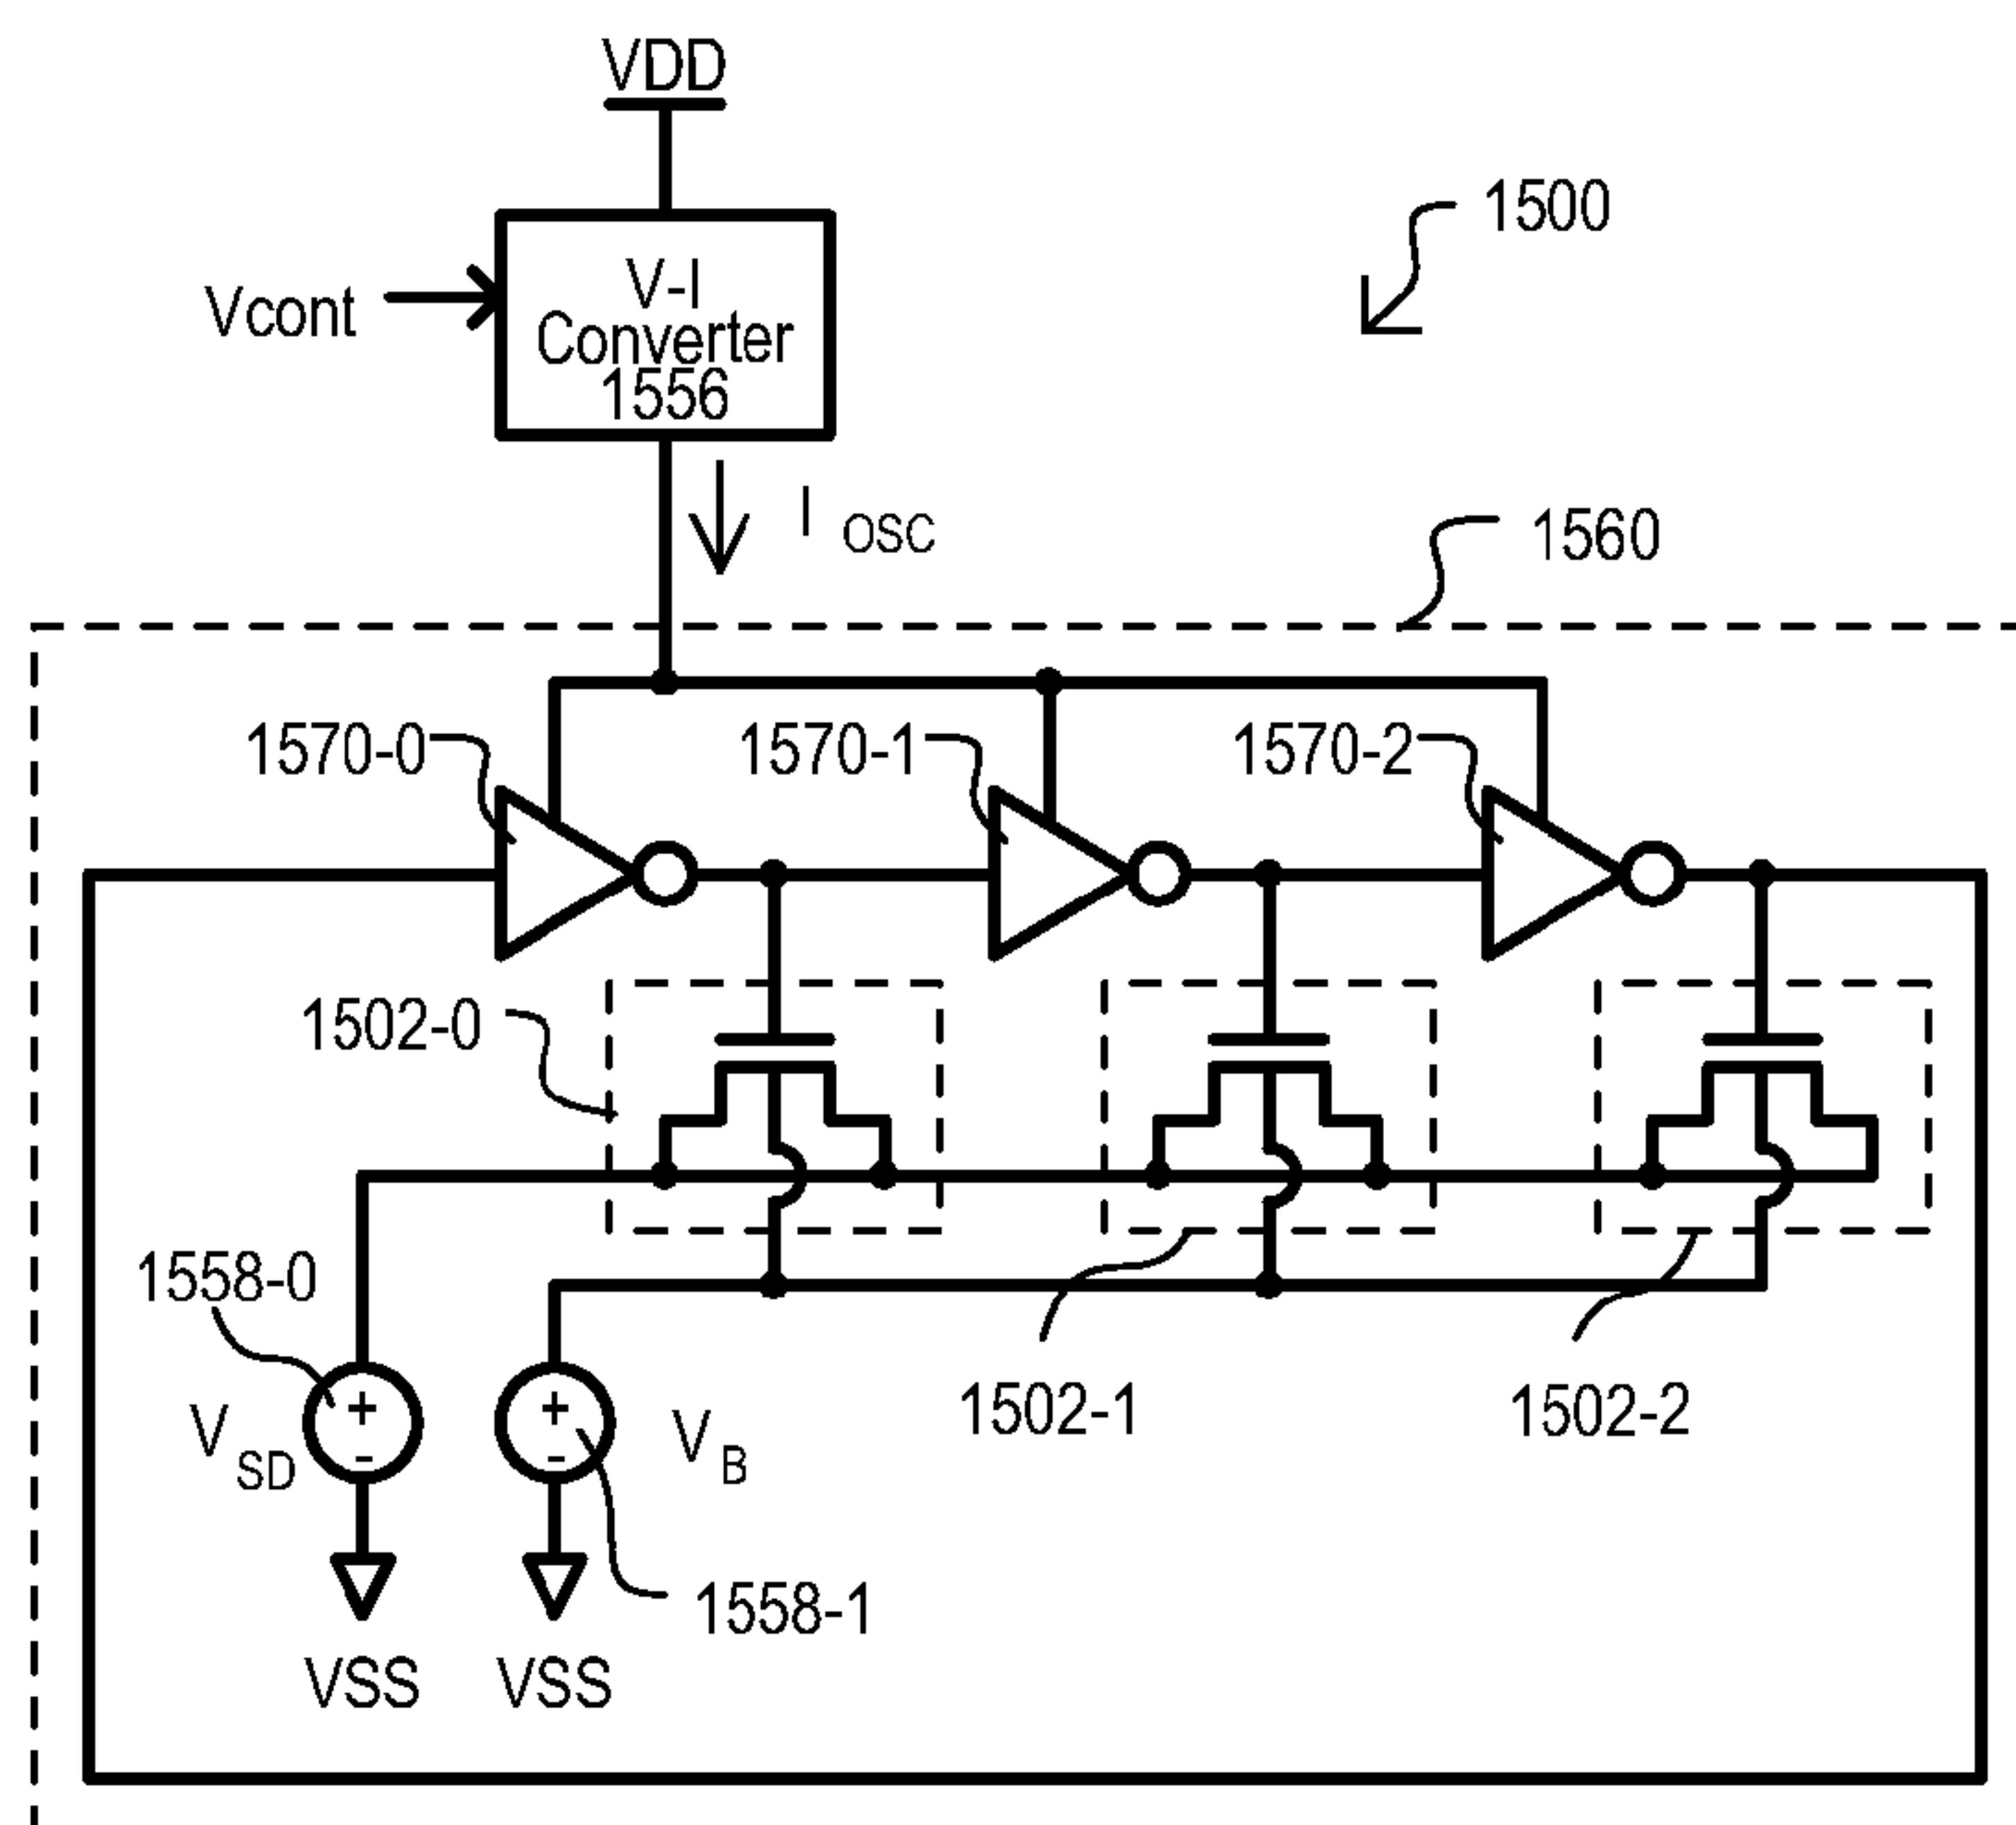 VDD
1500
Vcont
V-I
Converter
1556
I OSC
1560
1570-0
1570-1
1570-2
1502-0
1558-0
+
-
+
-
V SD
V B
1502-1
1502-2
1558-1
VSS
VSS